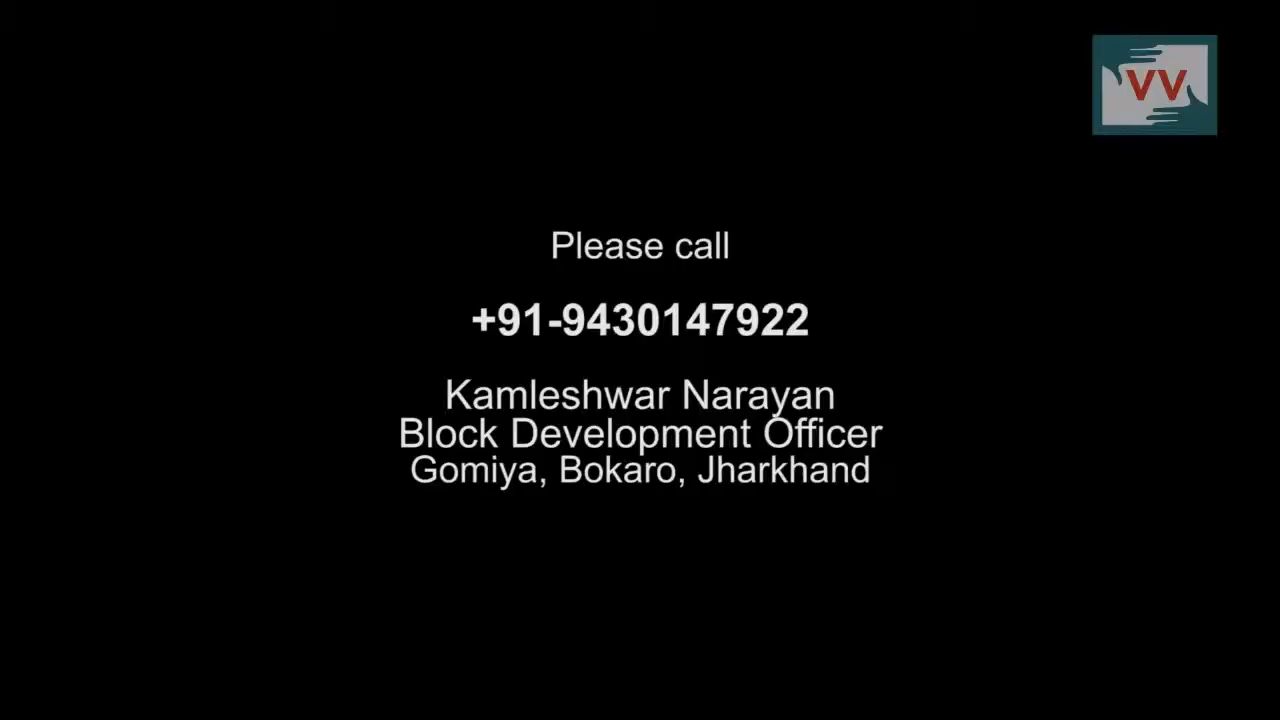 VV
Please call
+91-9430147922
Kamleshwar Narayan
Block Development Officer
Gomiya, Bokaro, Jharkhand